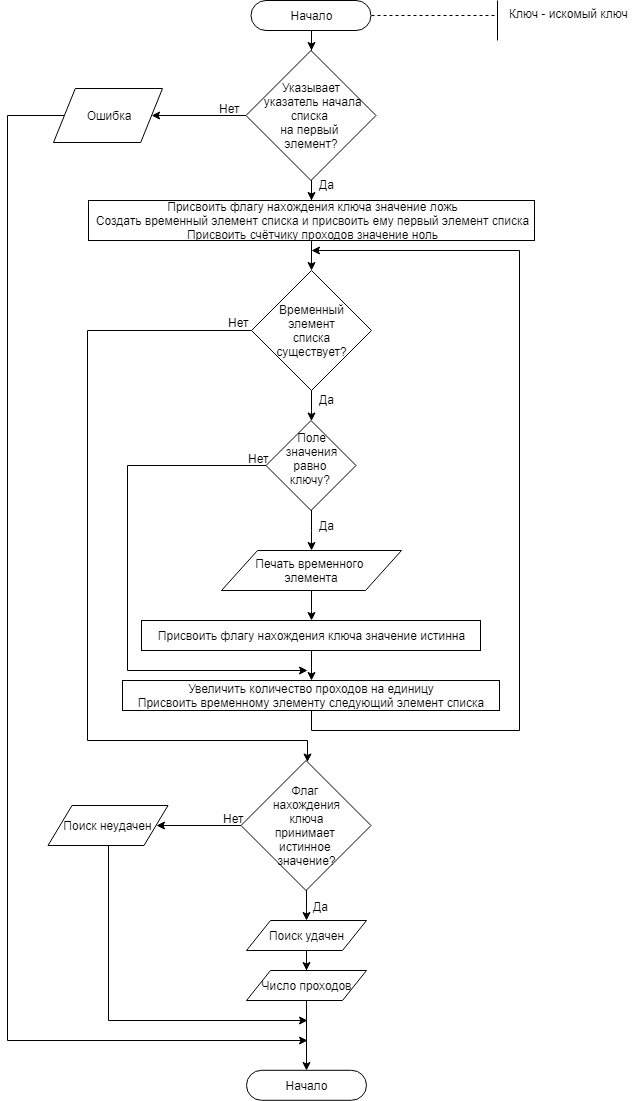 Начало
Ключ - искомый ключ
Указывает
указатель начала
списка
на первый
элемент?
Нет
Ошибка
Да
Присвоить флагу нахождения ключа значение ложь
Создать временный элемент списка и присвоить ему первый элемент списка
Присвоить счётчику проходов значение ноль
Временный
элемент
списка
существует?
Нет
Да
Поле
значения
равно
ключу?
Нет
Да
Печать временного
элемента
Присвоить флагу нахождения ключа значение истинна
Увеличить количество проходов на единицу
Присвоить временному элементу следующий элемент списка
Флаг
нахождения
ключа
принимает
истинное
значение?
Нет
Поиск неудачен
Да
Поиск удачен
Число проходов
Начало